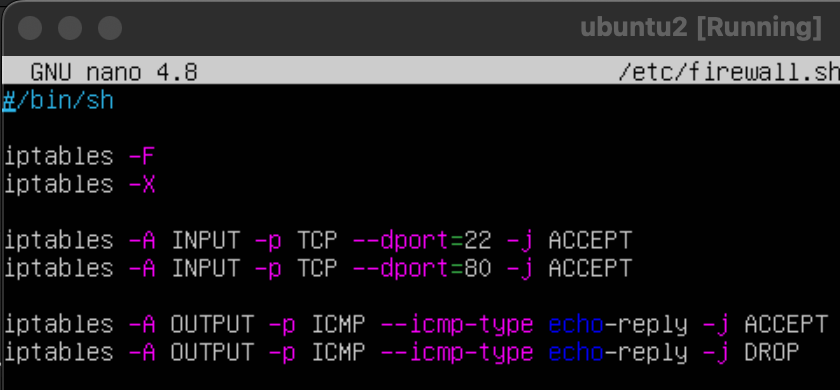 ubuntu2 [Running]
GNU nano 4.8 /etc/firewall.sh
#/bin/sh
iptables -F
iptables -X
iptables -A INPUT -p TCP --dport=22 -j ACCEPT
iptables -A INPUT -p TCP --dport=80 -j ACCEPT
iptables -A OUTPUT -p ICMP --icmp-type echo-reply -j ACCEPT
iptables -A OUTPUT -p ICMP --icmp-type echo-reply -j DROP